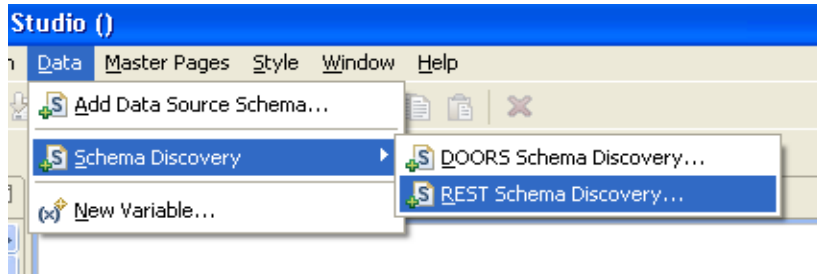 Studio ()
Data Master Pages Style Window Help
Add Data Source Schema...
Schema Discovery
DOORS Schema Discovery...
REST Schema Discovery...
New Variable...